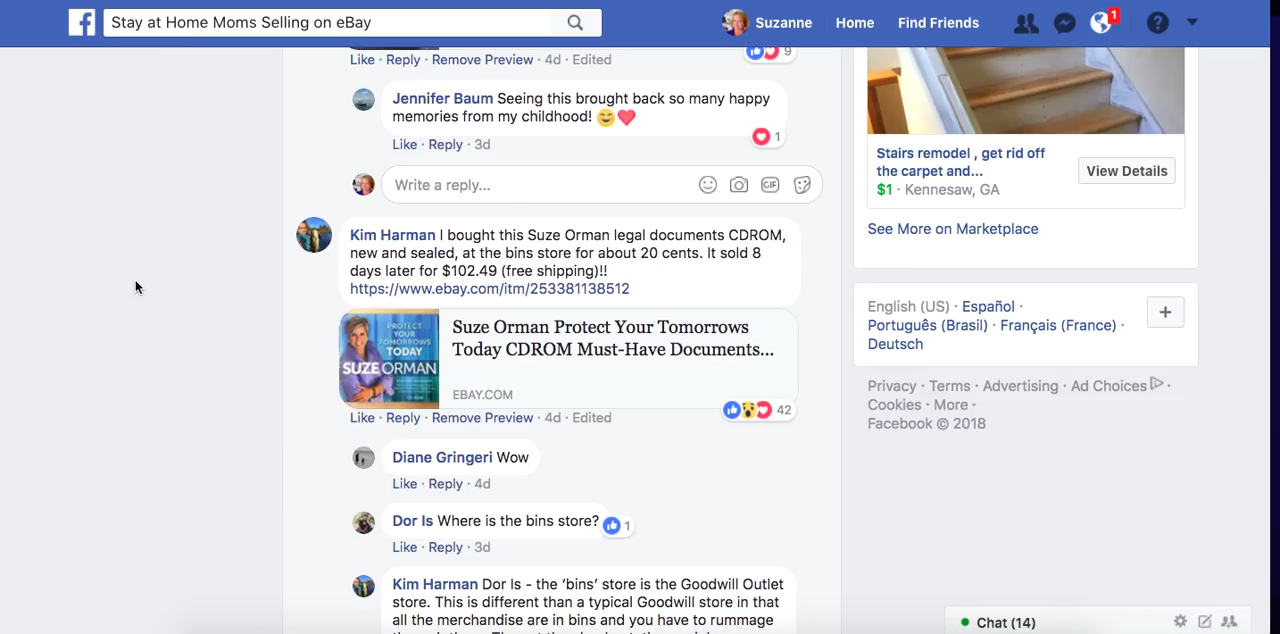 Stay at Home Moms Selling on eBay
Suzanne Home Find Friends 1
Like · Reply · Remove Preview · 4d · Edited 9
Jennifer Baum Seeing this brought back so many happy
memories from my childhood! 😄❤️
1
Like · Reply · 3d
Write a reply... GIF
Kim Harman I bought this Suze Orman legal documents CDROM,
new and sealed, at the bins store for about 20 cents. It sold 8
days later for $102.49 (free shipping)!!
https://www.ebay.com/itm/253381138512
PROTECT
YOUR
TOMORROWS
TODAY
SUZE ORMAN
Suze Orman Protect Your Tomorrows
Today CDROM Must-Have Documents...
EBAY.COM
42
Like · Reply · Remove Preview · 4d · Edited
Diane Gringeri Wow
Like · Reply · 4d
Dor Is Where is the bins store? 1
Like · Reply · 3d
Kim Harman Dor Is - the ‘bins’ store is the Goodwill Outlet
store. This is different than a typical Goodwill store in that
all the merchandise are in bins and you have to rummage
Stairs remodel , get rid off
the carpet and...
$1 · Kennesaw, GA
View Details
See More on Marketplace
English (US) · Español ·
Português (Brasil) · Français (France) ·
Deutsch
+
Privacy · Terms · Advertising · Ad Choices ·
Cookies · More
Facebook © 2018
Chat (14)